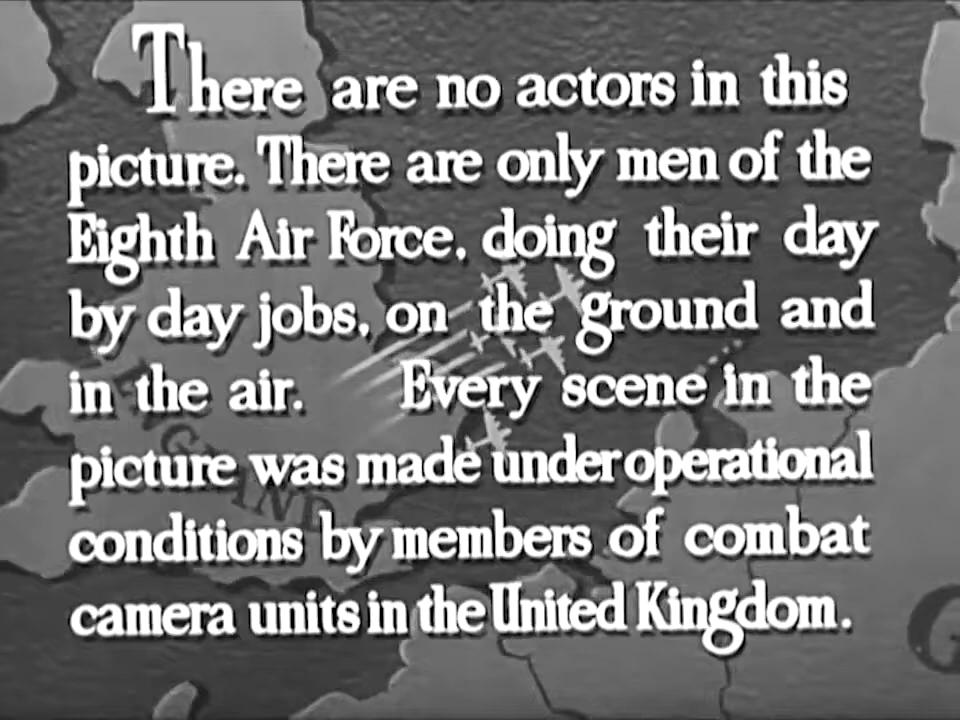 There are no actors in this
picture. There are only men of the
Eighth Air Force, doing their day
by day jobs, on the ground and
in the air. Every scene in the
picture was made under operational
conditions by members of combat
camera units in the United Kingdom.
ENGLAND
G